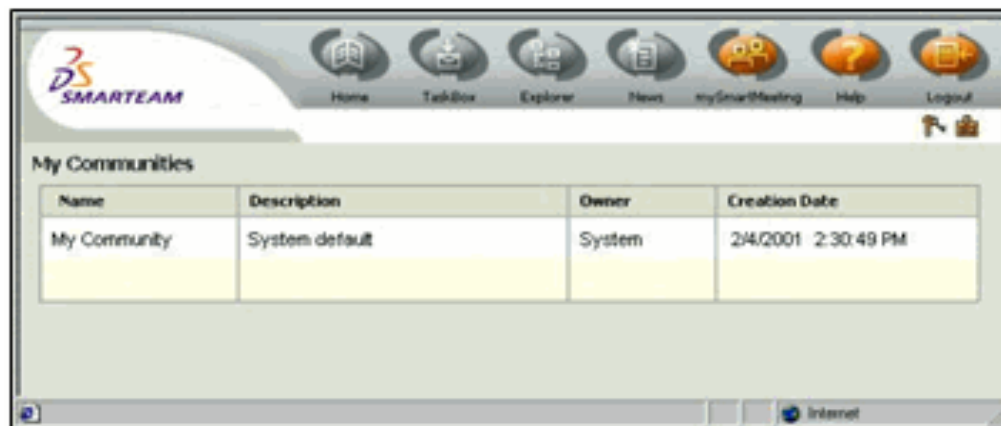 DS
SMARTEAM
Home TaskBox Explorer News mySmartMeeting Help Logout
My Communities
Name Description Owner Creation Date
My Community System default System 2/4/2001 2:30:49 PM
Internet